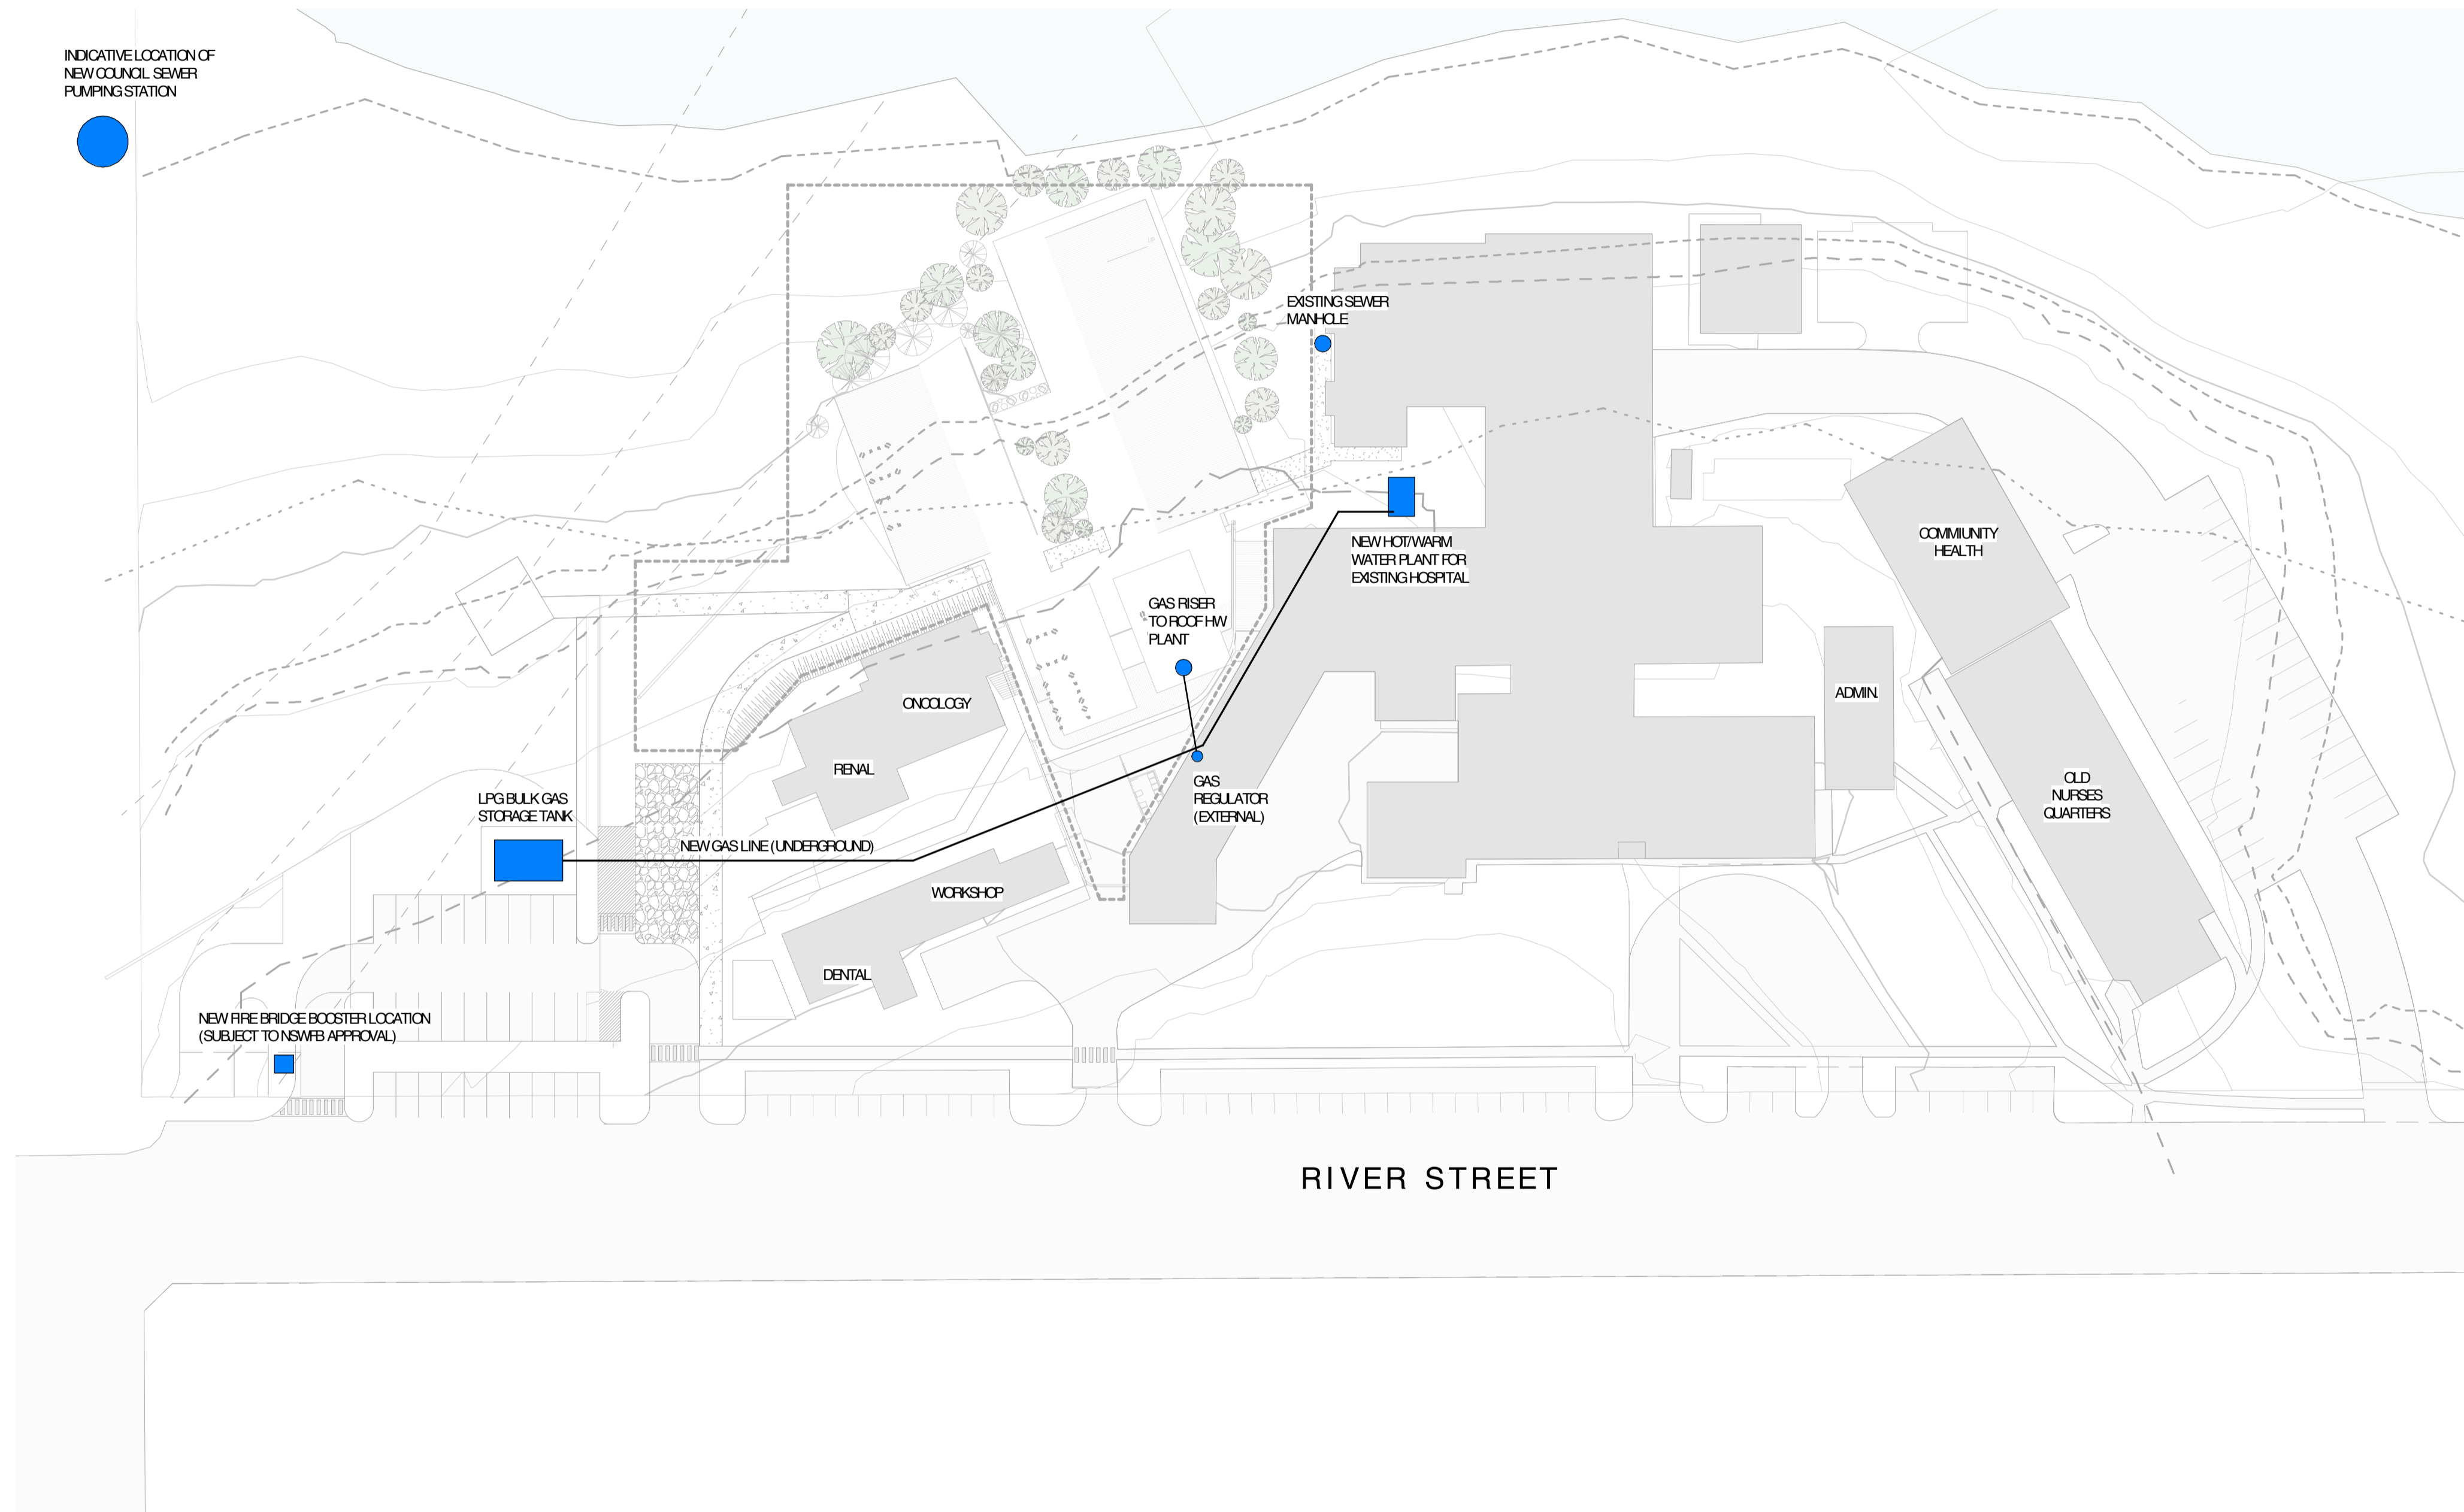 INDICATIVE LOCATION OF
NEW COUNCIL SEWER
PUMPING STATION
EXISTING SEWER
MANHOLE
NEW HOT/WARM
WATER PLANT FOR
EXISTING HOSPITAL
COMMIUNITY
HEALTH
GAS RISER
TO ROOF HW
PLANT
ONCOLOGY
ADMIN.
RENAL
GAS
REGULATOR
(EXTERNAL)
OLD
NURSES
QUARTERS
LPG BULK GAS
STORAGE TANK
NEW GAS LINE (UNDERGROUND)
WORKSHOP
DENTAL
NEW FIRE BRIDGE BOOSTER LOCATION
(SUBJECT TO NSWFB APPROVAL)
RIVER STREET